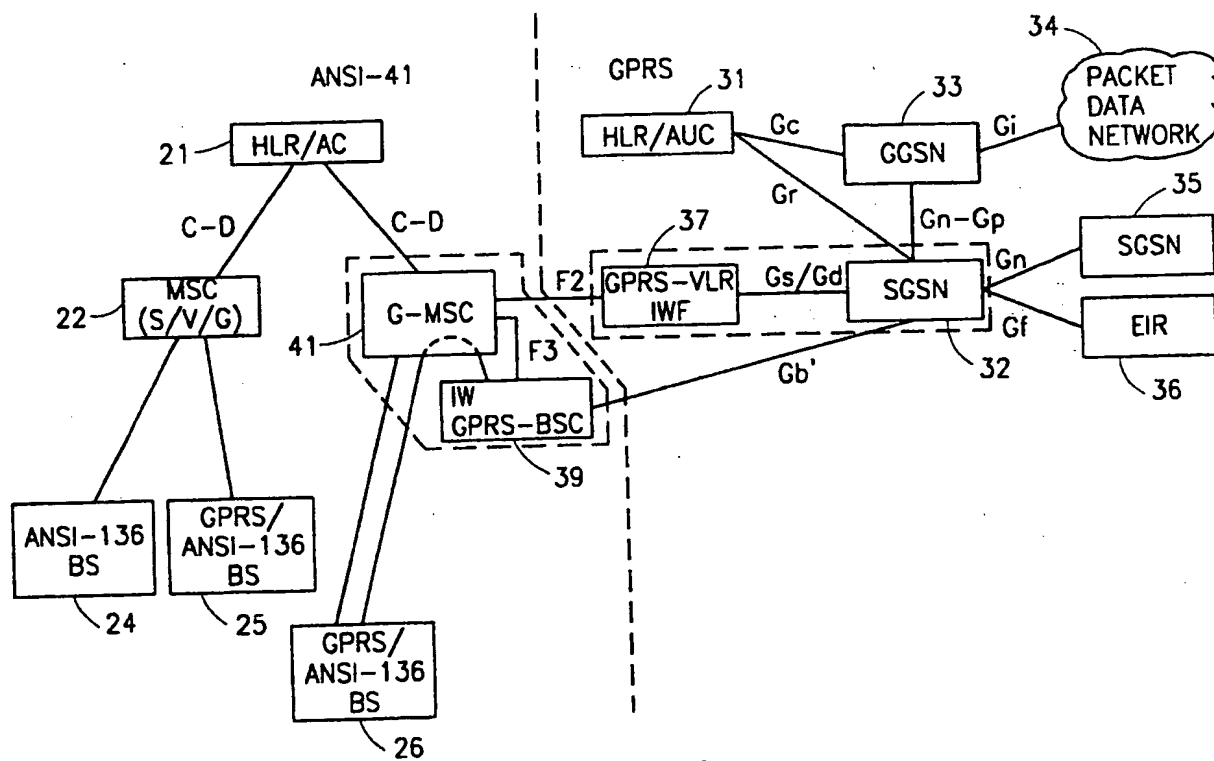 ANSI-41
GPRS
34
PACKET
DATA
NETWORK
31
33
21
HLR/AC
HLR/AUC
Gc
GGSN
Gi
C-D
C-D
Gr
Gn-Gp
35
37
22
MSC
(S/V/G)
G-MSC
41
F2
GPRS-VLR
IWF
Gs/Gd
SGSN
Gn
SGSN
Gf
EIR
F3
Gb'
32
36
IW
GPRS-BSC
39
ANSI-136
BS
GPRS/
ANSI-136
BS
24
25
GPRS/
ANSI-136
BS
26